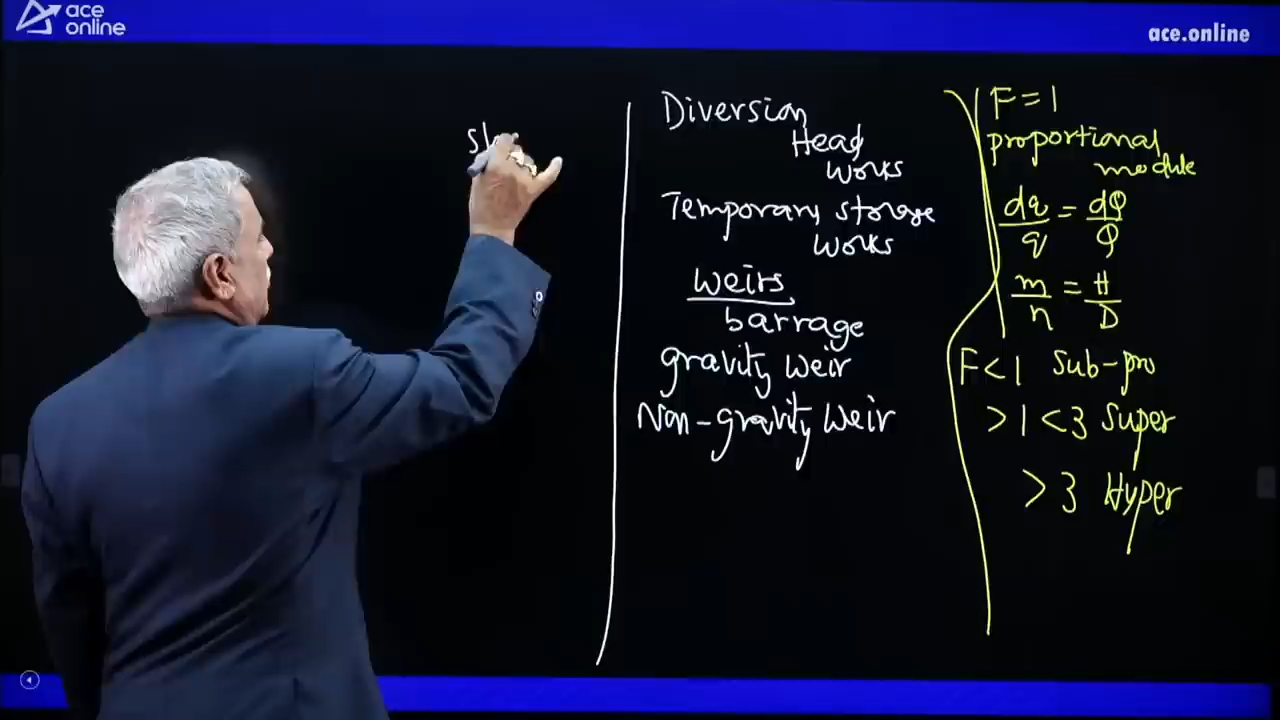 ace
online
ace.online
Diversion
Head
Works
Temporary storage
Works
Weirs
barrage
gravity Weir
Non-gravity Weir
F=1
proportional
module
dq/q = dQ/Q
m/n = H/D
F<1 Sub-pro
>1 <3 Super
>3 Hyper